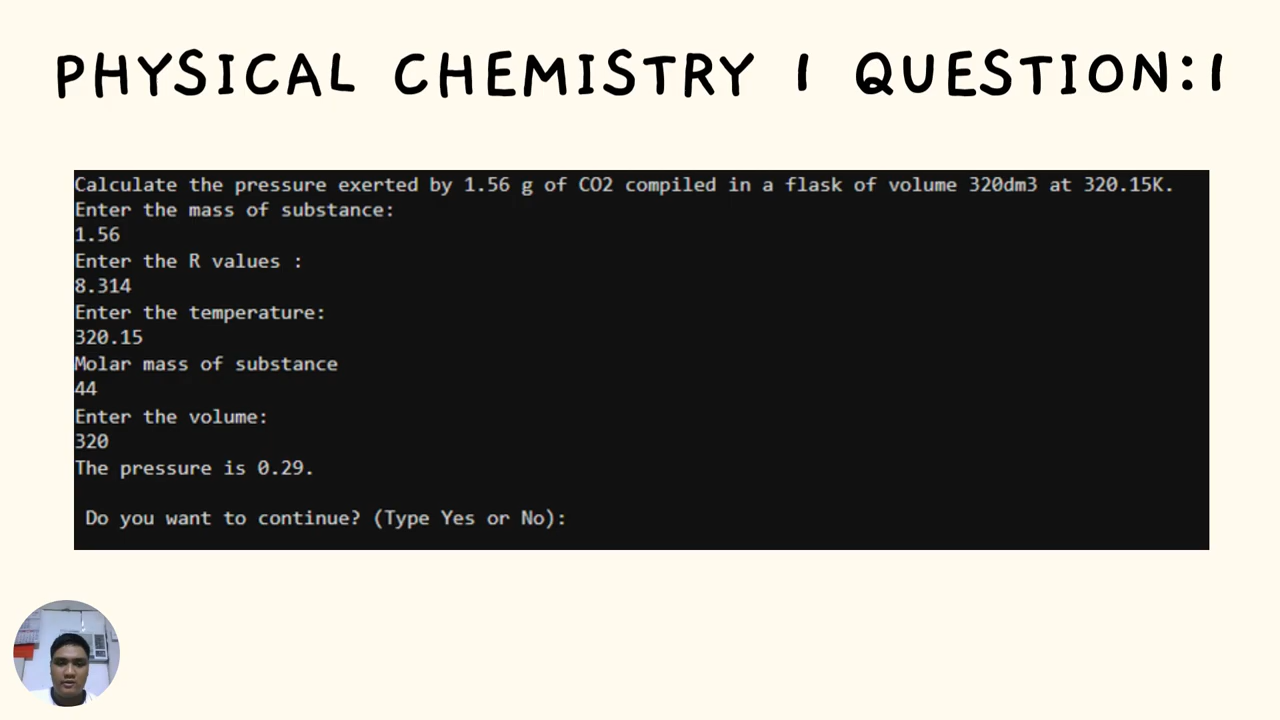 PHYSICAL CHEMISTRY 1 QUESTION:1
Calculate the pressure exerted by 1.56 g of CO2 compiled in a flask of volume 320dm3 at 320.15K.
Enter the mass of substance:
1.56
Enter the R values :
8.314
Enter the temperature:
320.15
Molar mass of substance
44
Enter the volume:
320
The pressure is 0.29.
Do you want to continue? (Type Yes or No):